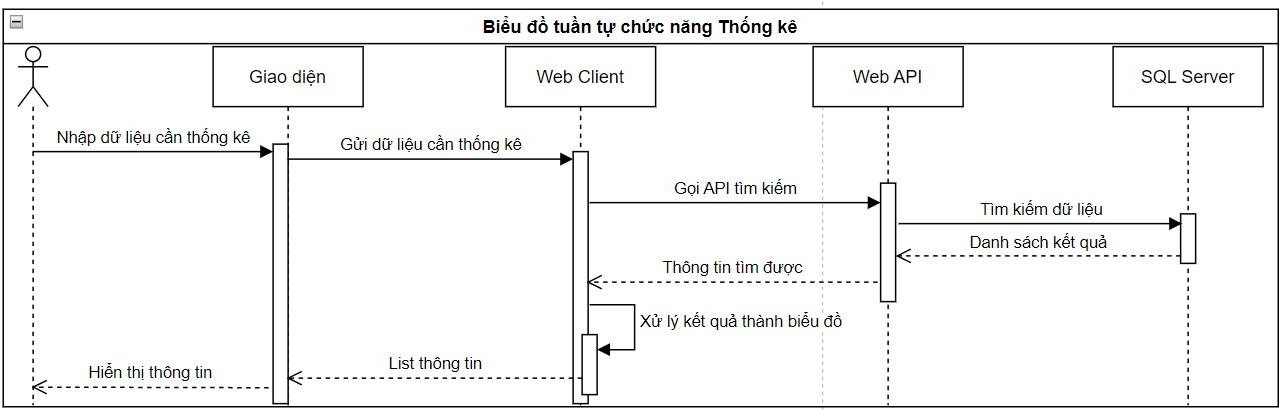 Biểu đồ tuần tự chức năng Thống kê
Giao diện
Web Client
Web API
SQL Server
Nhập dữ liệu cần thống kê
Gửi dữ liệu cần thống kê
Gọi API tìm kiếm
Tìm kiếm dữ liệu
Danh sách kết quả
Thông tin tìm được
Xử lý kết quả thành biểu đồ
List thông tin
Hiển thị thông tin